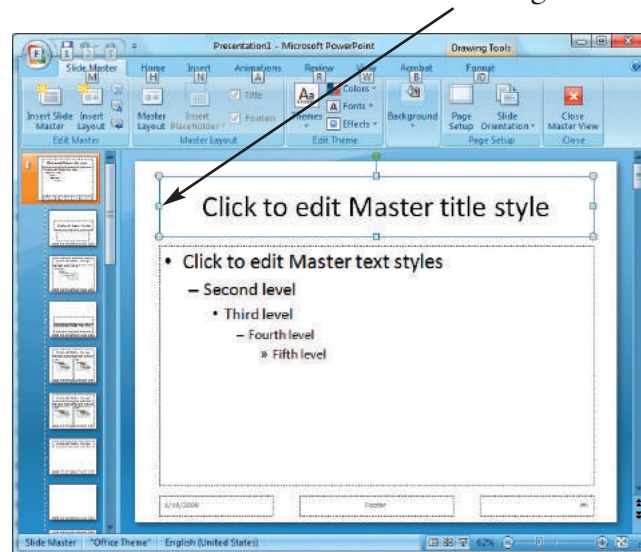 Presentation1 - Microsoft PowerPoint
Drawing Tools
Slide Master
Home
Insert
Animations
Review
View
Acrobat
Format
M
H
N
A
R
W
B
JD
Insert Slide Master
Insert Layout
Master Layout
Insert Placeholder
Title
Footers
Themes
Colors
Fonts
Effects
Background
Page Setup
Slide Orientation
Close Master View
Edit Master
Master Layout
Edit Theme
Page Setup
Close
1
Click to edit Master title style
• Click to edit Master text styles
– Second level
• Third level
– Fourth level
» Fifth level
Footer
Slide Master
"Office Theme"
English (United States)
62%